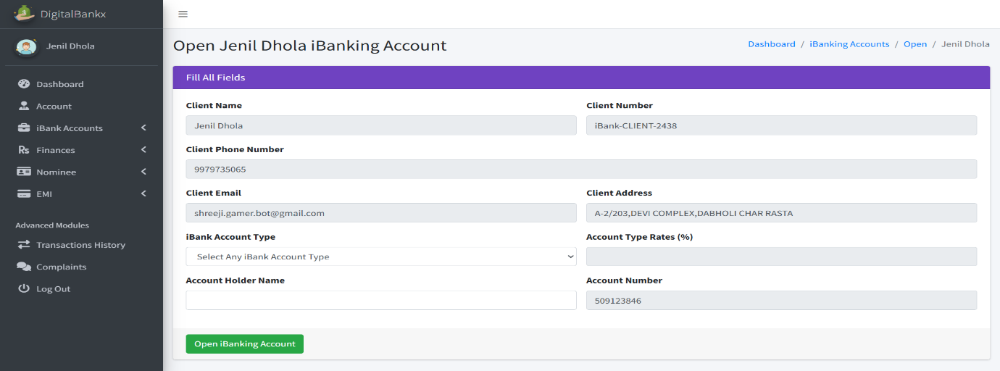 DigitalBankx
Jenil Dhola
Dashboard
Account
iBank Accounts
Rs Finances
Nominee
EMI
Advanced Modules
Transactions History
Complaints
Log Out
Open Jenil Dhola iBanking Account
Dashboard / iBanking Accounts / Open / Jenil Dhola
Fill All Fields
Client Name
Jenil Dhola
Client Number
iBank-CLIENT-2438
Client Phone Number
9979735065
Client Email
shreeji.gamer.bot@gmail.com
Client Address
A-2/203,DEVI COMPLEX,DABHOLI CHAR RASTA
iBank Account Type
Select Any iBank Account Type
Account Type Rates (%)
Account Holder Name
Account Number
509123846
Open iBanking Account